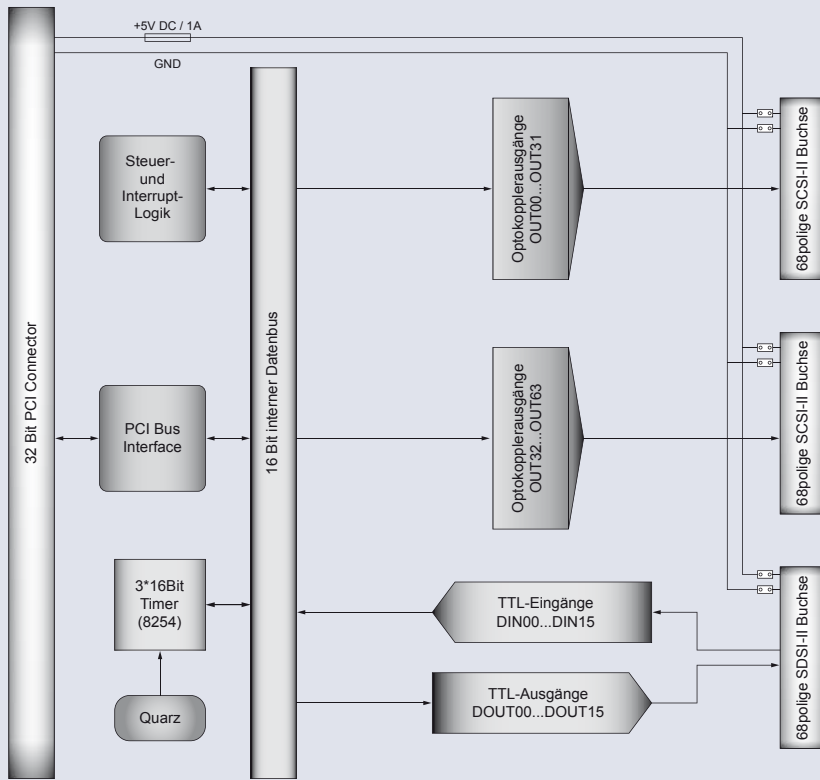 +5V DC / 1A
GND
32 Bit PCI Connector
Steuer-
und
Interrupt-
Logik
PCI Bus
Interface
3*16Bit
Timer
(8254)
Quarz
16 Bit interner Datenbus
Optokopplerausgänge
OUT00...OUT31
Optokopplerausgänge
OUT32...OUT63
TTL-Eingänge
DIN00...DIN15
TTL-Ausgänge
DOUT00...DOUT15
68polige SCSI-II Buchse
68polige SCSI-II Buchse
68polige SDSI-II Buchse